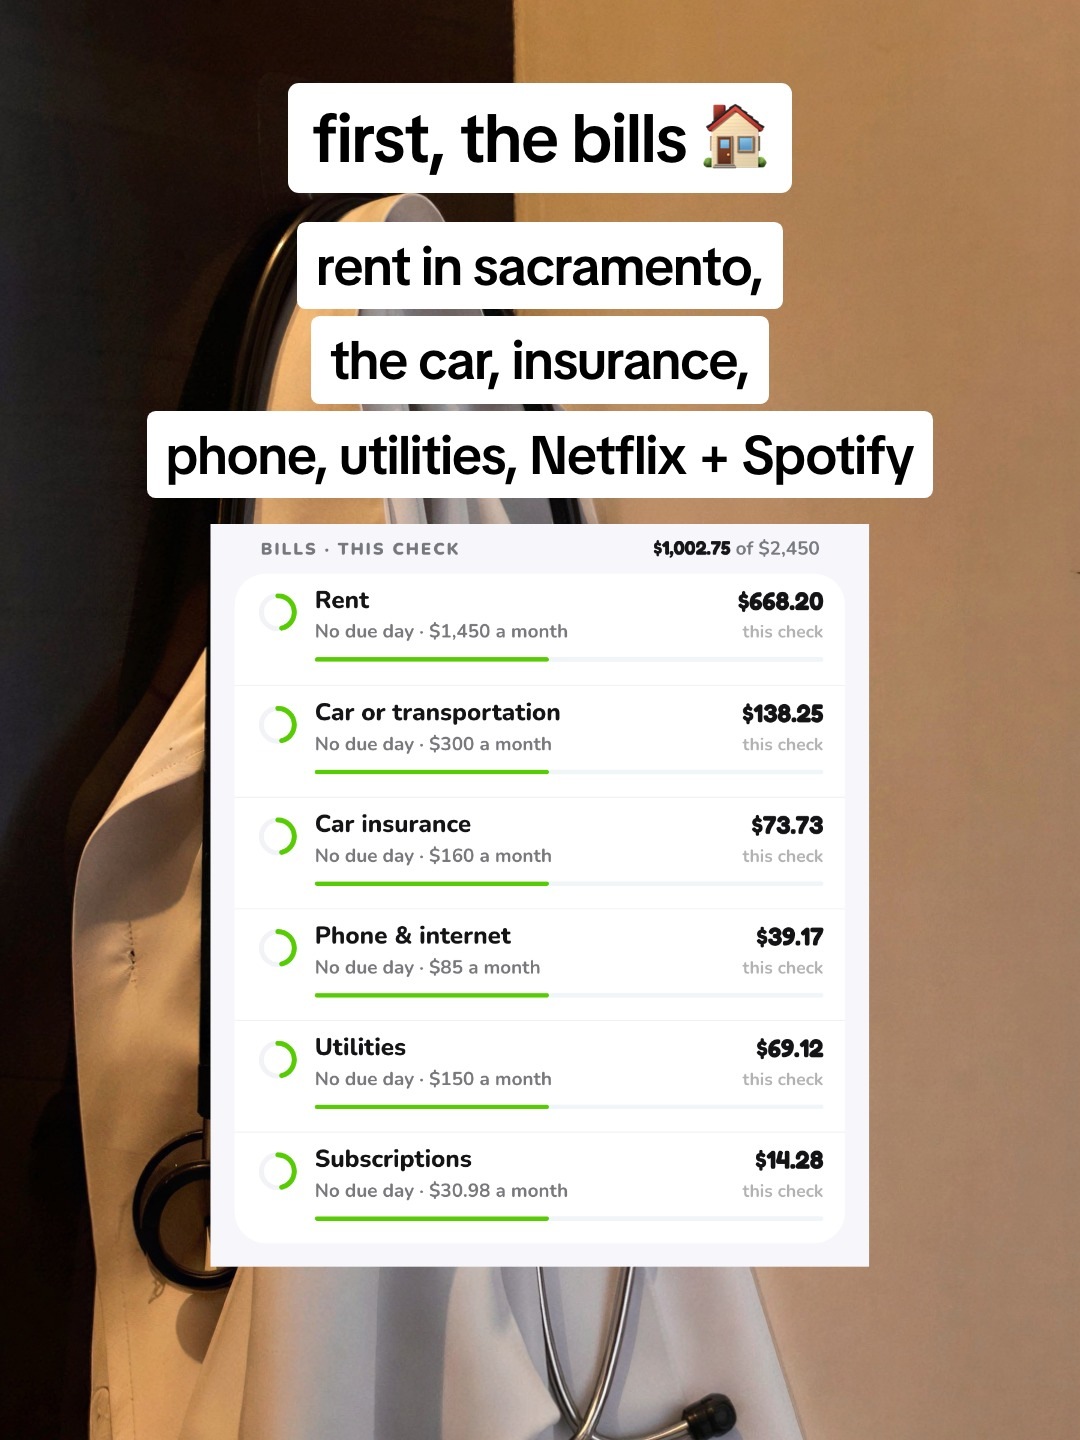 first, the bills 🏠
rent in sacramento,
the car, insurance,
phone, utilities, Netflix + Spotify
BILLS · THIS CHECK
$1,002.75 of $2,450
Rent
$668.20
No due day · $1,450 a month
this check
Car or transportation
$138.25
No due day · $300 a month
this check
Car insurance
$73.73
No due day · $160 a month
this check
Phone & internet
$39.17
No due day · $85 a month
this check
Utilities
$69.12
No due day · $150 a month
this check
Subscriptions
$14.28
No due day · $30.98 a month
this check